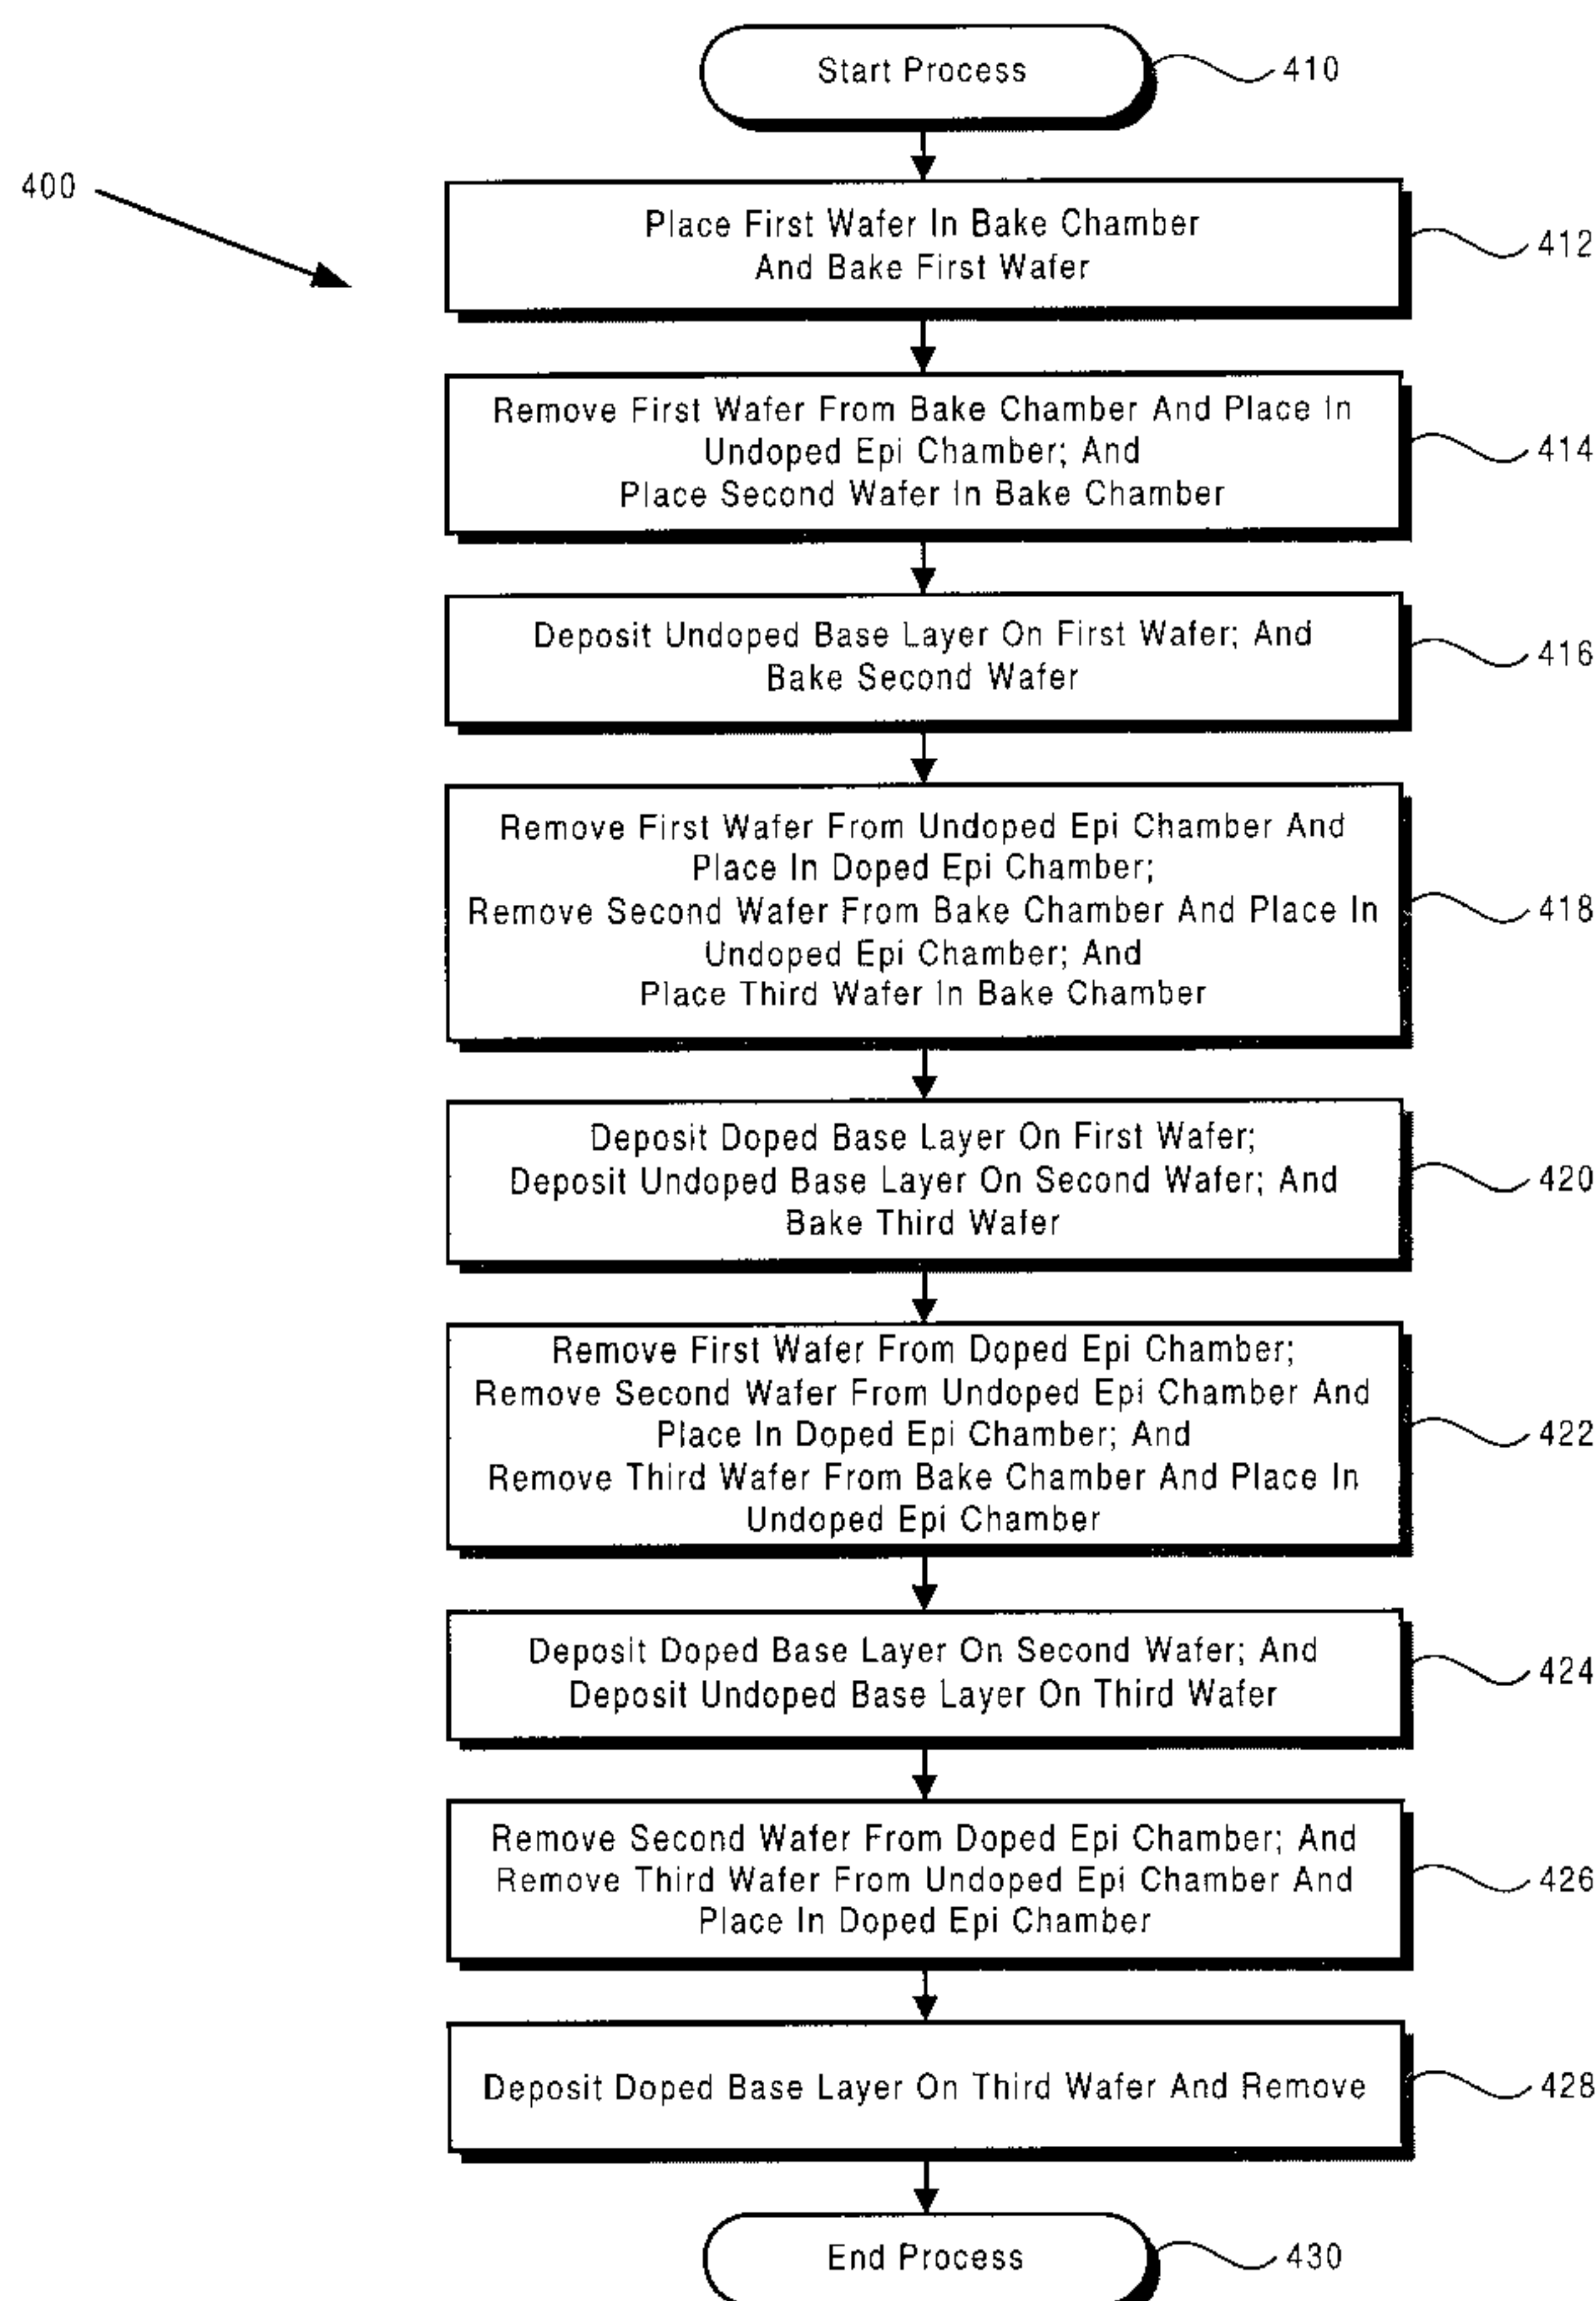 Start Process
410
400
Place First Wafer In Bake Chamber
And Bake First Wafer
412
Remove First Wafer From Bake Chamber And Place In
Undoped Epi Chamber; And
Place Second Wafer In Bake Chamber
414
Deposit Undoped Base Layer On First Wafer; And
Bake Second Wafer
416
Remove First Wafer From Undoped Epi Chamber And
Place In Doped Epi Chamber;
Remove Second Wafer From Bake Chamber And Place In
Undoped Epi Chamber; And
Place Third Wafer In Bake Chamber
418
Deposit Doped Base Layer On First Wafer;
Deposit Undoped Base Layer On Second Wafer; And
Bake Third Wafer
420
Remove First Wafer From Doped Epi Chamber;
Remove Second Wafer From Undoped Epi Chamber And
Place In Doped Epi Chamber; And
Remove Third Wafer From Bake Chamber And Place In
Undoped Epi Chamber
422
Deposit Doped Base Layer On Second Wafer; And
Deposit Undoped Base Layer On Third Wafer
424
Remove Second Wafer From Doped Epi Chamber; And
Remove Third Wafer From Undoped Epi Chamber And
Place In Doped Epi Chamber
426
Deposit Doped Base Layer On Third Wafer And Remove
428
End Process
430